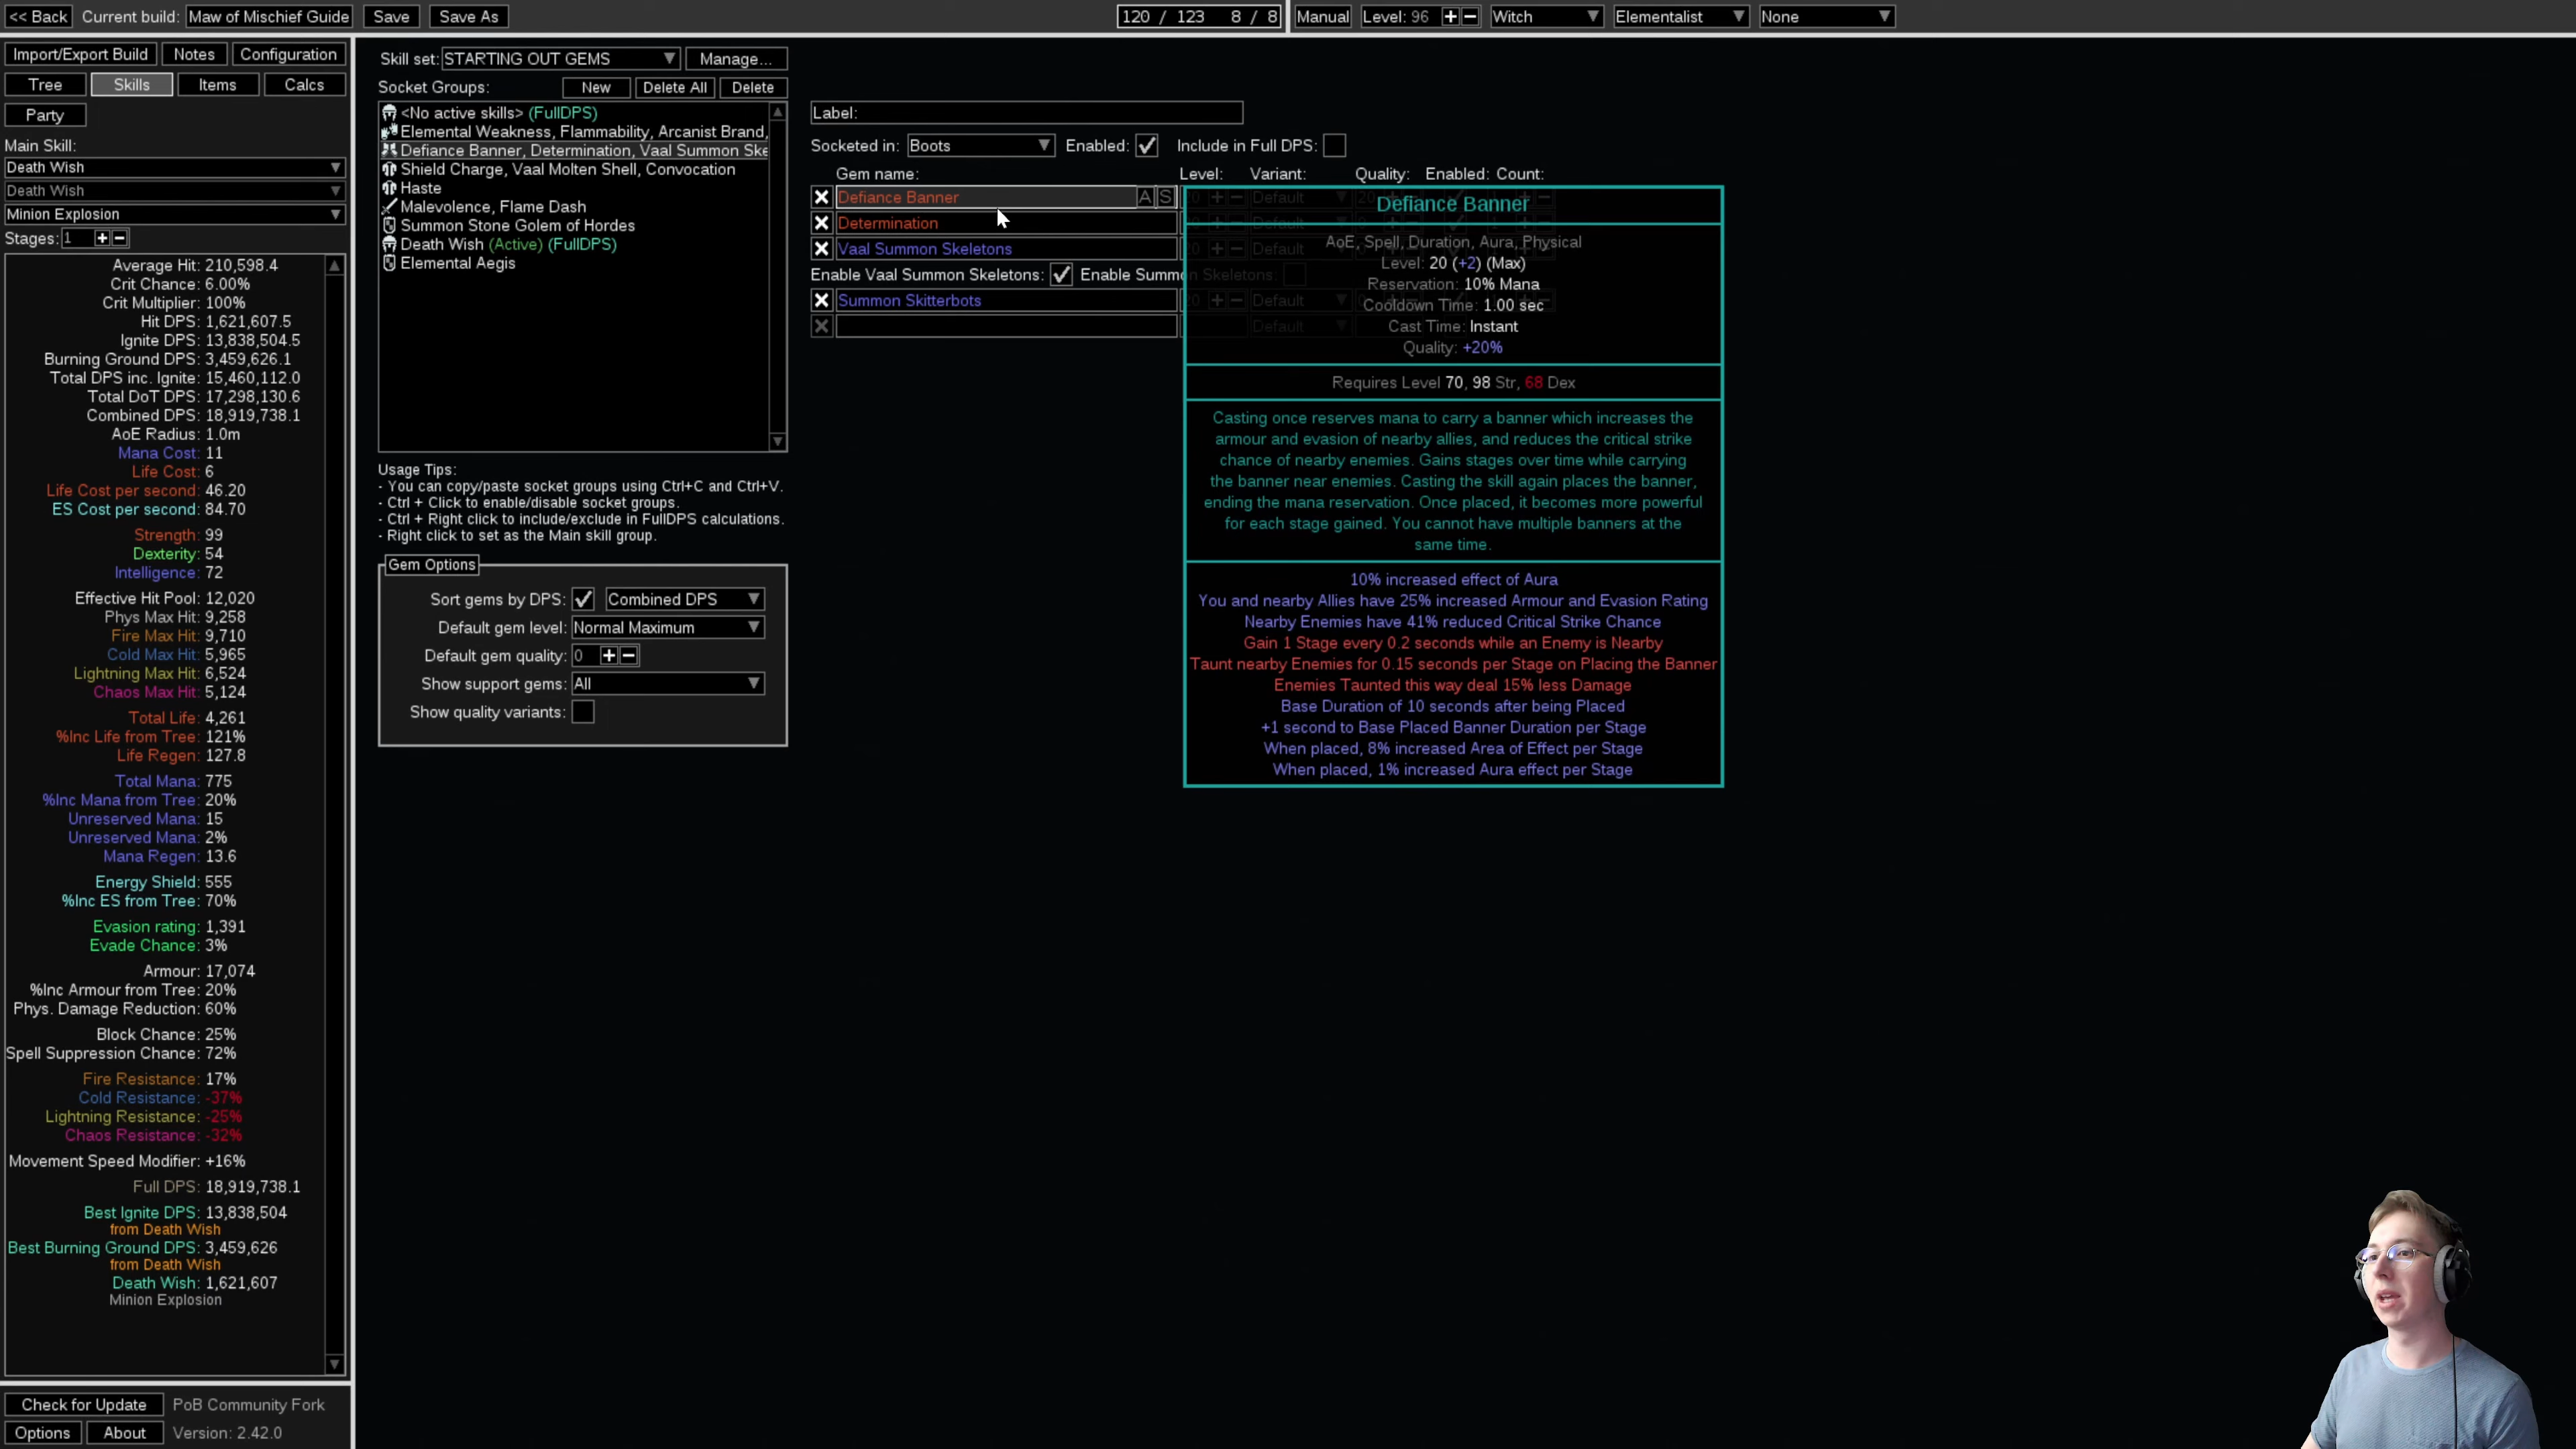 << Back Current build: Maw of Mischief Guide Save Save As 120 / 123 8 / 8 Manual Level: 96 + - Witch Elementalist None
Import/Export Build Notes Configuration
Tree Skills Items Calcs
Party
Main Skill:
Death Wish
Death Wish
Minion Explosion
Stages: 1 + -
Average Hit: 210,598.4
Crit Chance: 6.00%
Crit Multiplier: 100%
Hit DPS: 1,621,607.5
Ignite DPS: 13,838,504.5
Burning Ground DPS: 3,459,626.1
Total DPS inc. Ignite: 15,460,112.0
Total DoT DPS: 17,298,130.6
Combined DPS: 18,919,738.1
AoE Radius: 1.0m
Mana Cost: 11
Life Cost: 6
Life Cost per second: 46.20
ES Cost per second: 84.70
Strength: 99
Dexterity: 54
Intelligence: 72
Effective Hit Pool: 12,020
Phys Max Hit: 9,258
Fire Max Hit: 9,710
Cold Max Hit: 5,965
Lightning Max Hit: 6,524
Chaos Max Hit: 5,124
Total Life: 4,261
%Inc Life from Tree: 121%
Life Regen: 127.8
Total Mana: 775
%Inc Mana from Tree: 20%
Unreserved Mana: 15
Unreserved Mana: 2%
Mana Regen: 13.6
Energy Shield: 555
%Inc ES from Tree: 70%
Evasion rating: 1,391
Evade Chance: 3%
Armour: 17,074
%Inc Armour from Tree: 20%
Phys. Damage Reduction: 60%
Block Chance: 25%
Spell Suppression Chance: 72%
Fire Resistance: 17%
Cold Resistance: -37%
Lightning Resistance: -25%
Chaos Resistance: -32%
Movement Speed Modifier: +16%
Full DPS: 18,919,738.1
Best Ignite DPS: 13,838,504
from Death Wish
Best Burning Ground DPS: 3,459,626
from Death Wish
Death Wish: 1,621,607
Minion Explosion
Check for Update PoB Community Fork
Options About Version: 2.42.0
Skill set: STARTING OUT GEMS Manage...
Socket Groups: New Delete All Delete
<No active skills> (FullDPS)
Elemental Weakness, Flammability, Arcanist Brand,
Defiance Banner, Determination, Vaal Summon Ske
Shield Charge, Vaal Molten Shell, Convocation
Haste
Malevolence, Flame Dash
Summon Stone Golem of Hordes
Death Wish (Active) (FullDPS)
Elemental Aegis
Usage Tips:
- You can copy/paste socket groups using Ctrl+C and Ctrl+V.
- Ctrl + Click to enable/disable socket groups.
- Ctrl + Right click to include/exclude in FullDPS calculations.
- Right click to set as the Main skill group.
Gem Options
Sort gems by DPS: Combined DPS
Default gem level: Normal Maximum
Default gem quality: 0 + -
Show support gems: All
Show quality variants:
Label:
Socketed in: Boots Enabled: Include in Full DPS:
Gem name: Level: Variant: Quality: Enabled: Count:
X Defiance Banner A S
X Determination
X Vaal Summon Skeletons
Enable Vaal Summon Skeletons: Enable Summon Skeletons:
X Summon Skitterbots
X Default
Defiance Banner
AoE, Spell, Duration, Aura, Physical
Level: 20 (+2) (Max)
Reservation: 10% Mana
Cooldown Time: 1.00 sec
Cast Time: Instant
Quality: +20%
Requires Level 70, 98 Str, 68 Dex
Casting once reserves mana to carry a banner which increases the
armour and evasion of nearby allies, and reduces the critical strike
chance of nearby enemies. Gains stages over time while carrying
the banner near enemies. Casting the skill again places the banner,
ending the mana reservation. Once placed, it becomes more powerful
for each stage gained. You cannot have multiple banners at the
same time.
10% increased effect of Aura
You and nearby Allies have 25% increased Armour and Evasion Rating
Nearby Enemies have 41% reduced Critical Strike Chance
Gain 1 Stage every 0.2 seconds while an Enemy is Nearby
Taunt nearby Enemies for 0.15 seconds per Stage on Placing the Banner
Enemies Taunted this way deal 15% less Damage
Base Duration of 10 seconds after being Placed
+1 second to Base Placed Banner Duration per Stage
When placed, 8% increased Area of Effect per Stage
When placed, 1% increased Aura effect per Stage